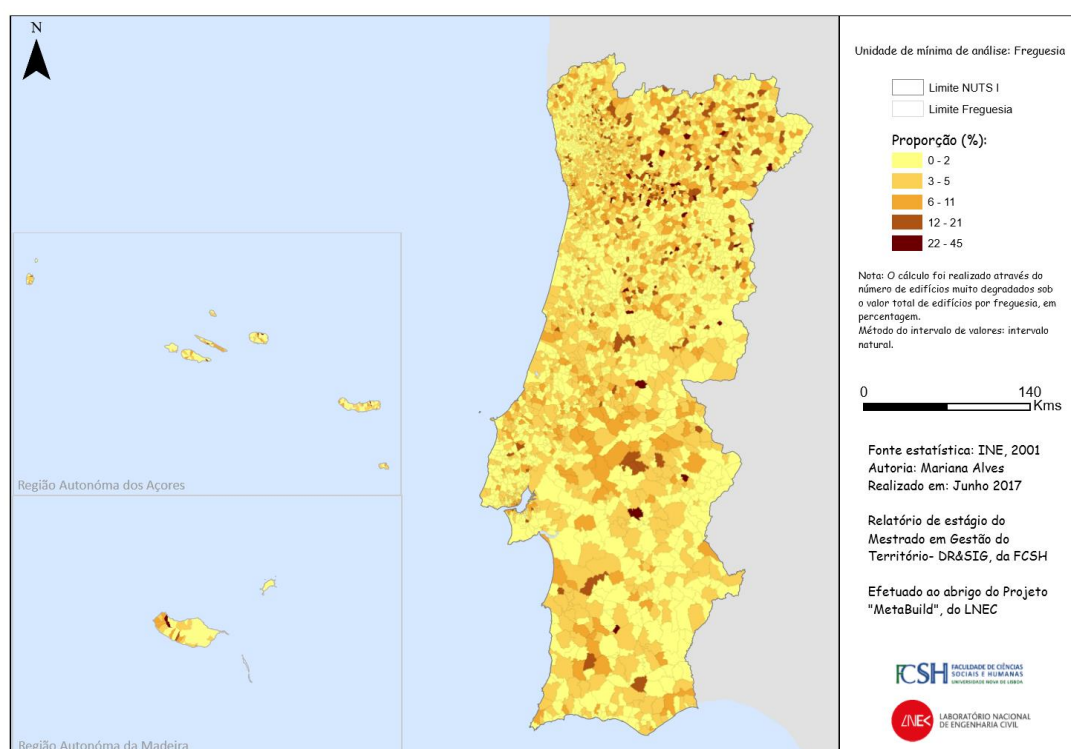 N
Região Autonóma dos Açores
Região Autonóma da Madeira
Unidade de mínima de análise: Freguesia
Limite NUTS I
Limite Freguesia
Proporção (%):
0 - 2
3 - 5
6 - 11
12 - 21
22 - 45
Nota: O cálculo foi realizado através do
número de edifícios muito degradados sob
o valor total de edifícios por freguesia, em
percentagem.
Método do intervalo de valores: intervalo
natural.
0 140
Kms
Fonte estatística: INE, 2001
Autoria: Mariana Alves
Realizado em: Junho 2017
Relatório de estágio do
Mestrado em Gestão do
Território- DR&SIG, da FCSH
Efetuado ao abrigo do Projeto
"MetaBuild", do LNEC
FCSH FACULDADE DE CIÊNCIAS
SOCIAIS E HUMANAS
UNIVERSIDADE NOVA DE LISBOA
LNEC LABORATÓRIO NACIONAL
DE ENGENHARIA CIVIL